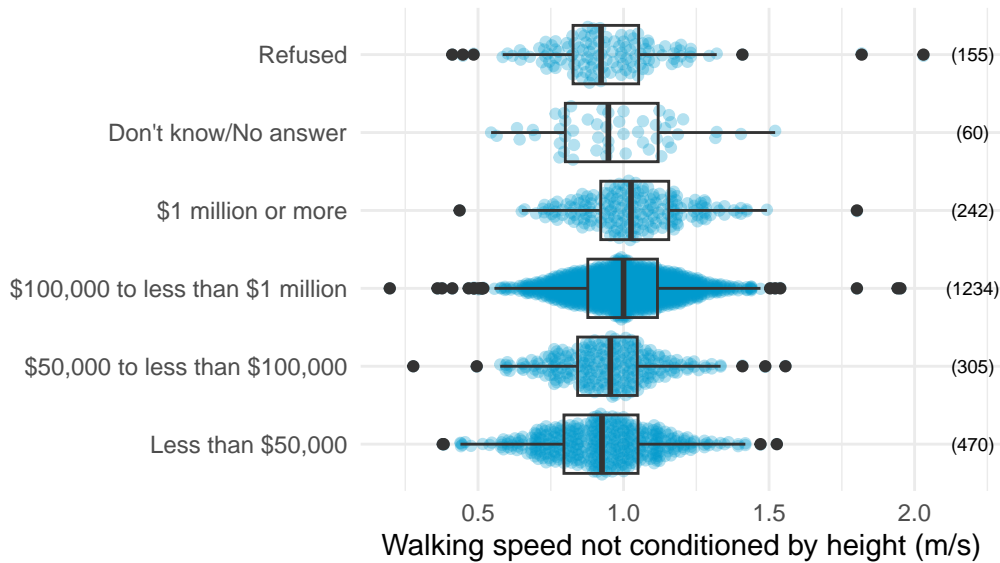 Refused (155)
Don't know/No answer (60)
$1 million or more (242)
$100,000 to less than $1 million (1234)
$50,000 to less than $100,000 (305)
Less than $50,000 (470)
0.5 1.0 1.5 2.0
Walking speed not conditioned by height (m/s)